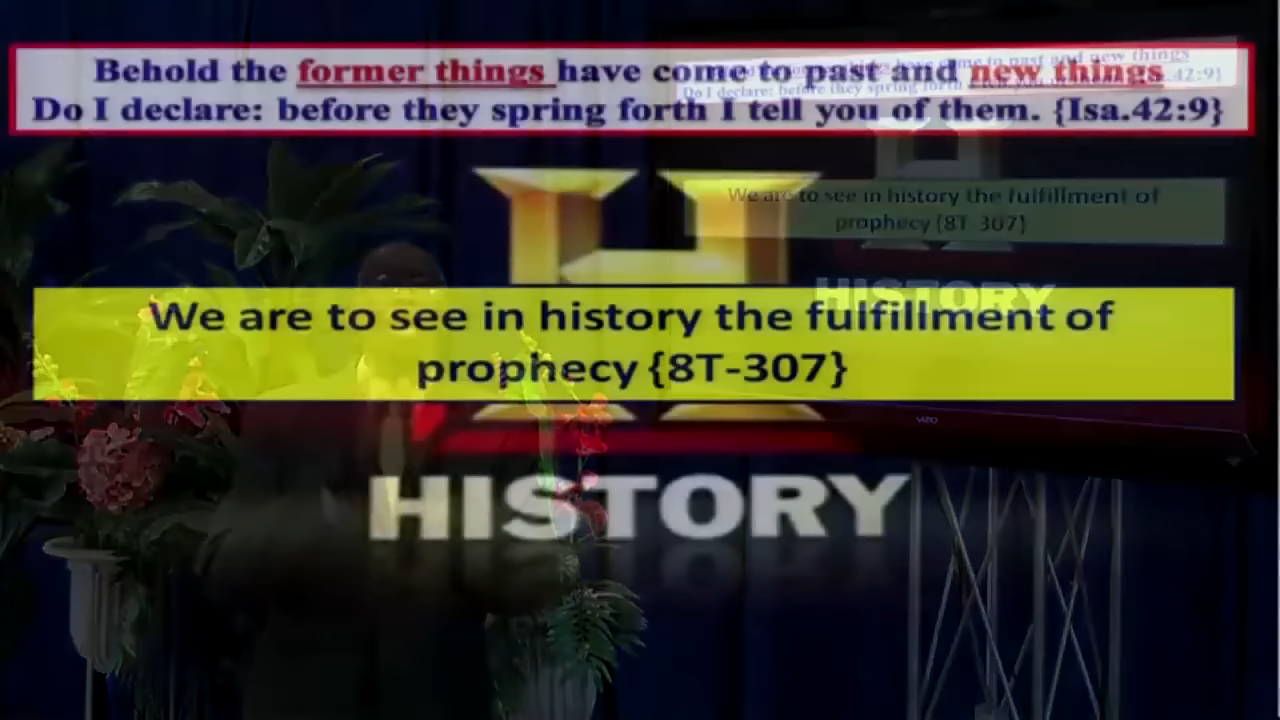 Behold the former things have come to past and new things
Do I declare: before they spring forth I tell you of them. {Isa.42:9}
We are to see in history the fulfillment of
prophecy {8T-307}
We are to see in history the fulfillment of
prophecy {8T-307}
HISTORY
VIZIO
H
HISTORY